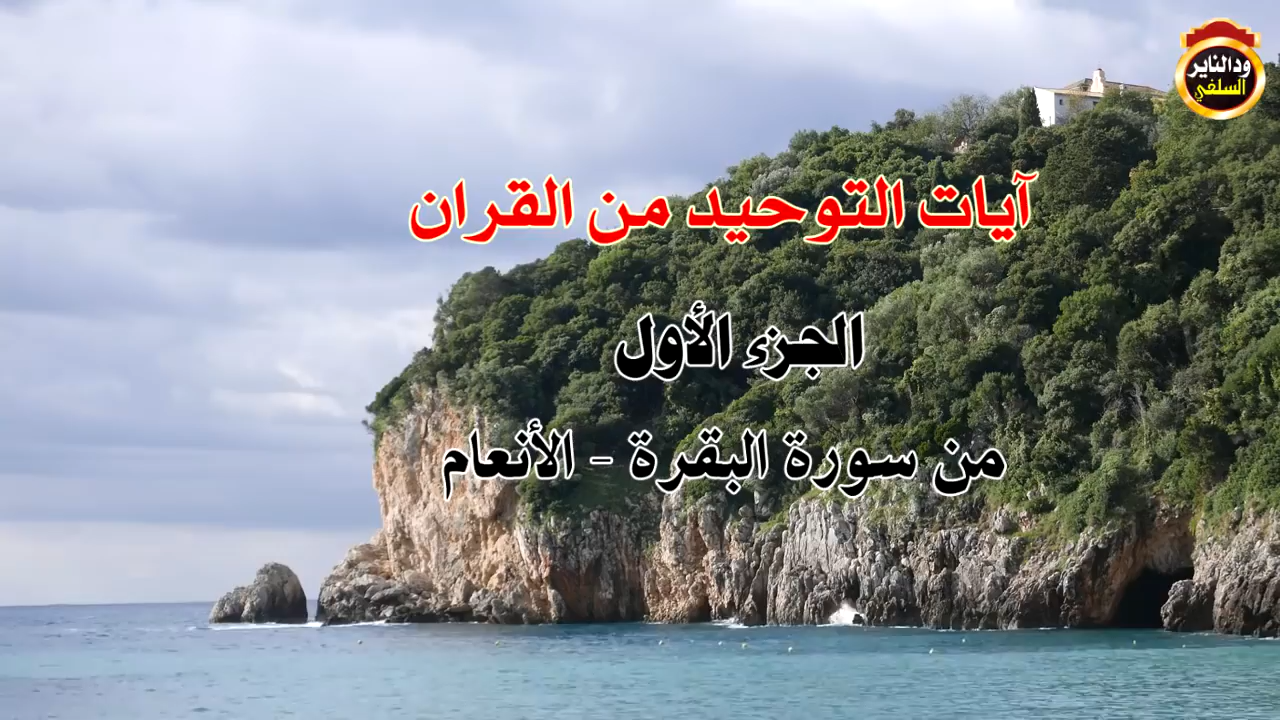 ودالناير
السلفي
آيات التوحيد من القران
الجزء الأول
من سورة البقرة - الأنعام